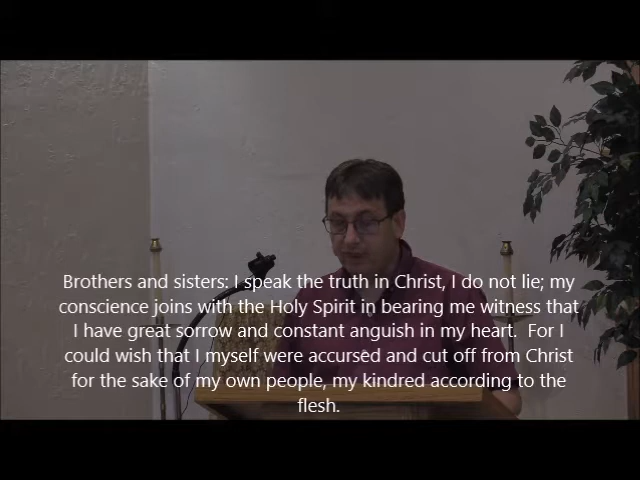 Brothers and sisters: I speak the truth in Christ, I do not lie; my
conscience joins with the Holy Spirit in bearing me witness that
I have great sorrow and constant anguish in my heart.  For I
could wish that I myself were accursèd and cut off from Christ
for the sake of my own people, my kindred according to the
flesh.